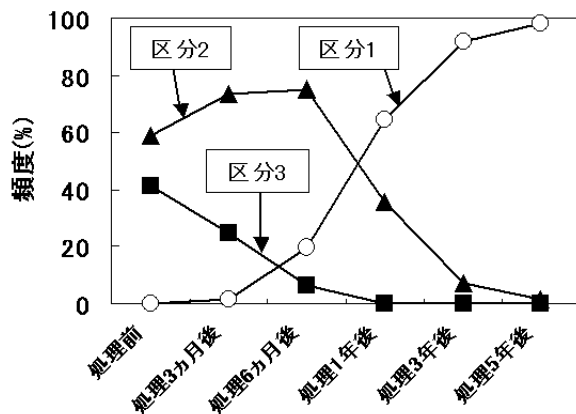 区分2
区分1
区分3
頻度(%)
100
80
60
40
20
0
処理前
処理3ヵ月後
処理6ヵ月後
処理1年後
処理3年後
処理5年後